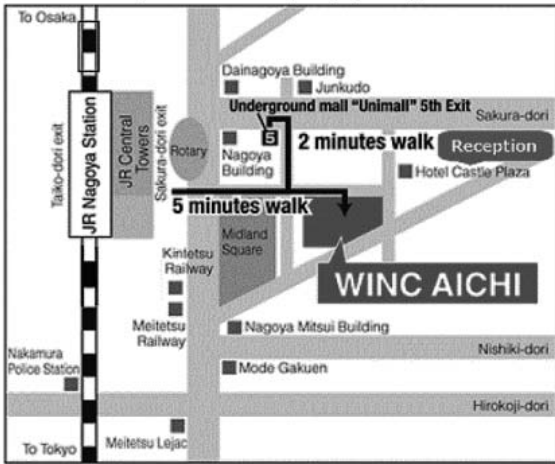 To Osaka
Dainagoya Building
Junkudo
Underground mall "Unimall" 5th Exit
Sakura-dori
5
2 minutes walk
Reception
Taiko-dori exit
JR Nagoya Station
JR Central
Towers
Sakura-dori exit
Rotary
Nagoya
Building
Hotel Castle Plaza
5 minutes walk
Midland
Square
Kintetsu
Railway
WINC AICHI
Meitetsu
Railway
Nagoya Mitsui Building
Nishiki-dori
Nakamura
Police Station
Mode Gakuen
Hirokoji-dori
To Tokyo
Meitetsu Lejac